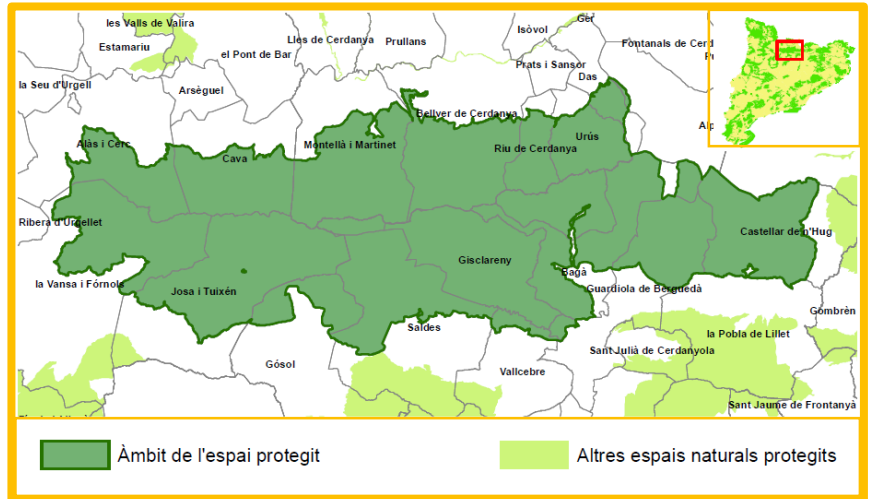 les Valls de Valira
Estamariu
el Pont de Bar
Lles de Cerdanya
Prullans
Isòvol
Ger
Fontanals de Cerd
la Seu d'Urgell
Arsèguel
Prats i Sansor
Das
Bellver de Cerdanya
Alp
Alàs i Cerc
Cava
Montellà i Martinet
Riu de Cerdanya
Urús
Ribera d'Urgellet
Castellar de n'Hug
Gisclareny
Bagà
la Vansa i Fórnols
Josa i Tuixén
Guardiola de Berguedà
Gombrèn
Saldes
la Pobla de Lillet
Gósol
Vallcebre
Sant Julià de Cerdanyola
Sant Jaume de Frontanyà
Àmbit de l'espai protegit
Altres espais naturals protegits